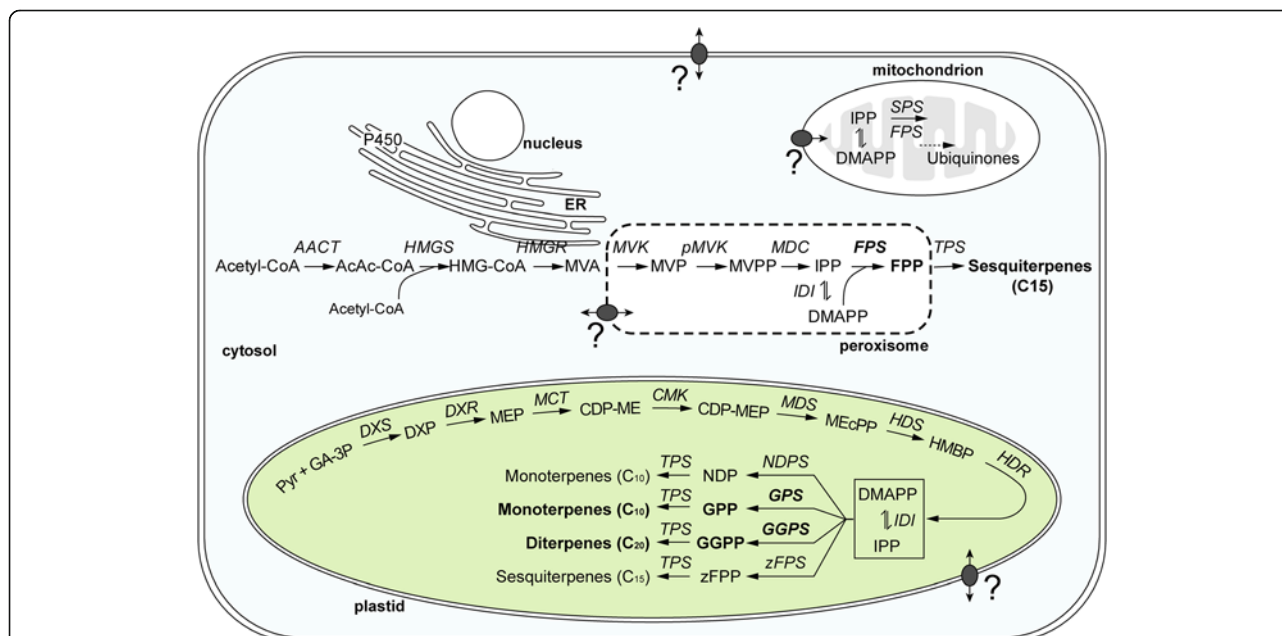 ?
mitochondrion
SPS
IPP
FPS
DMAPP
Ubiquinones
?
P450
nucleus
ER
AACT HMGS HMGR MVK pMVK MDC FPS TPS
Acetyl-CoA AcAc-CoA HMG-CoA MVA MVP MVPP IPP FPP Sesquiterpenes
(C15)
IDI
Acetyl-CoA
DMAPP
?
cytosol
peroxisome
DXS DXR MCT CMK MDS HDS HDR
Pyr + GA-3P DXP MEP CDP-ME CDP-MEP MEcPP HMBP
Monoterpenes (C10) TPS NDP NDPS
Monoterpenes (C10) TPS GPP GPS
Diterpenes (C20) TPS GGPP GGPS
Sesquiterpenes (C15) TPS zFPP zFPS
DMAPP
IDI
IPP
?
plastid